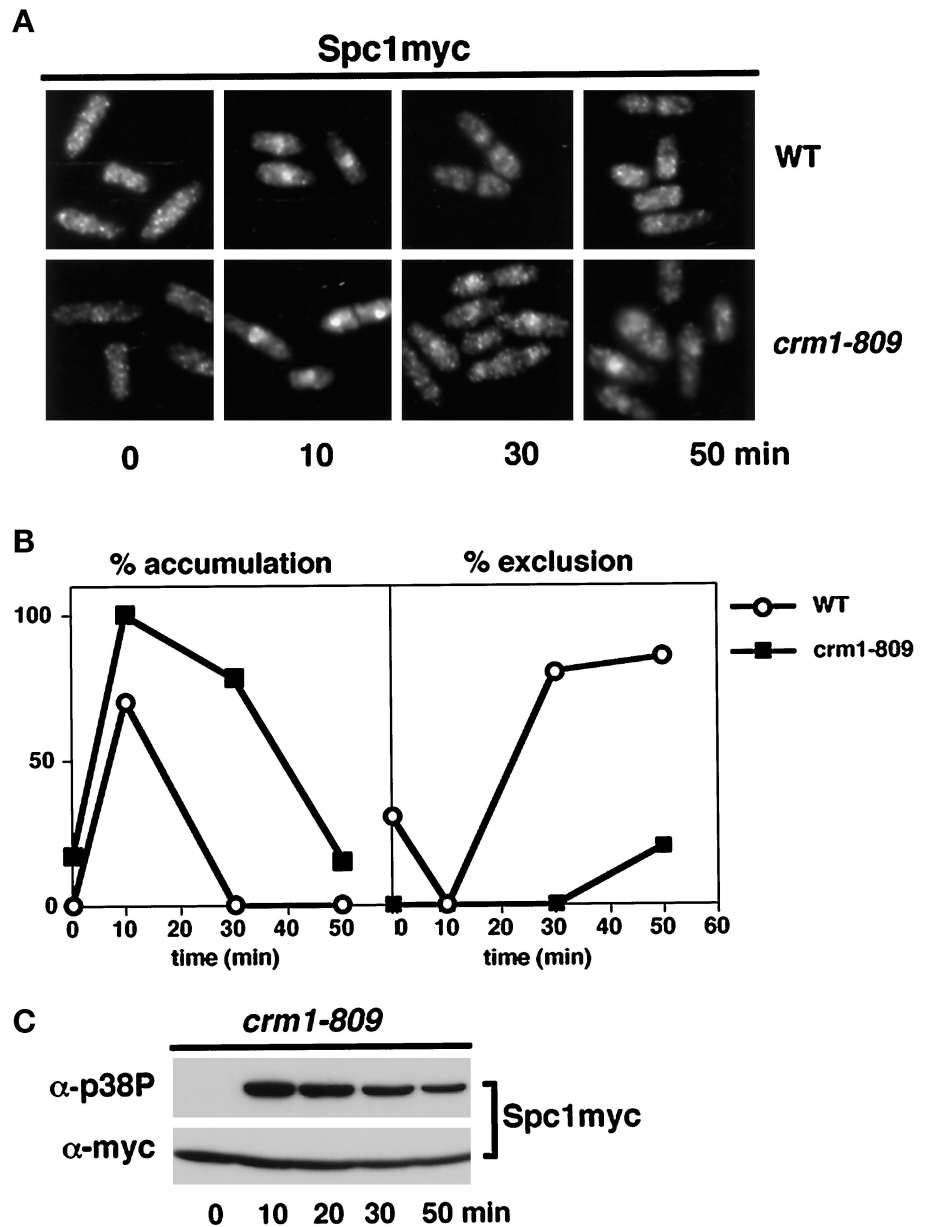 A
Spc1myc
WT
crm1-809
0 10 30 50 min
B
% accumulation % exclusion
WT
crm1-809
100
50
0
0 10 20 30 40 50 0 10 20 30 40 50 60
time (min) time (min)
C
crm1-809
α-p38P
Spc1myc
α-myc
0 10 20 30 50 min